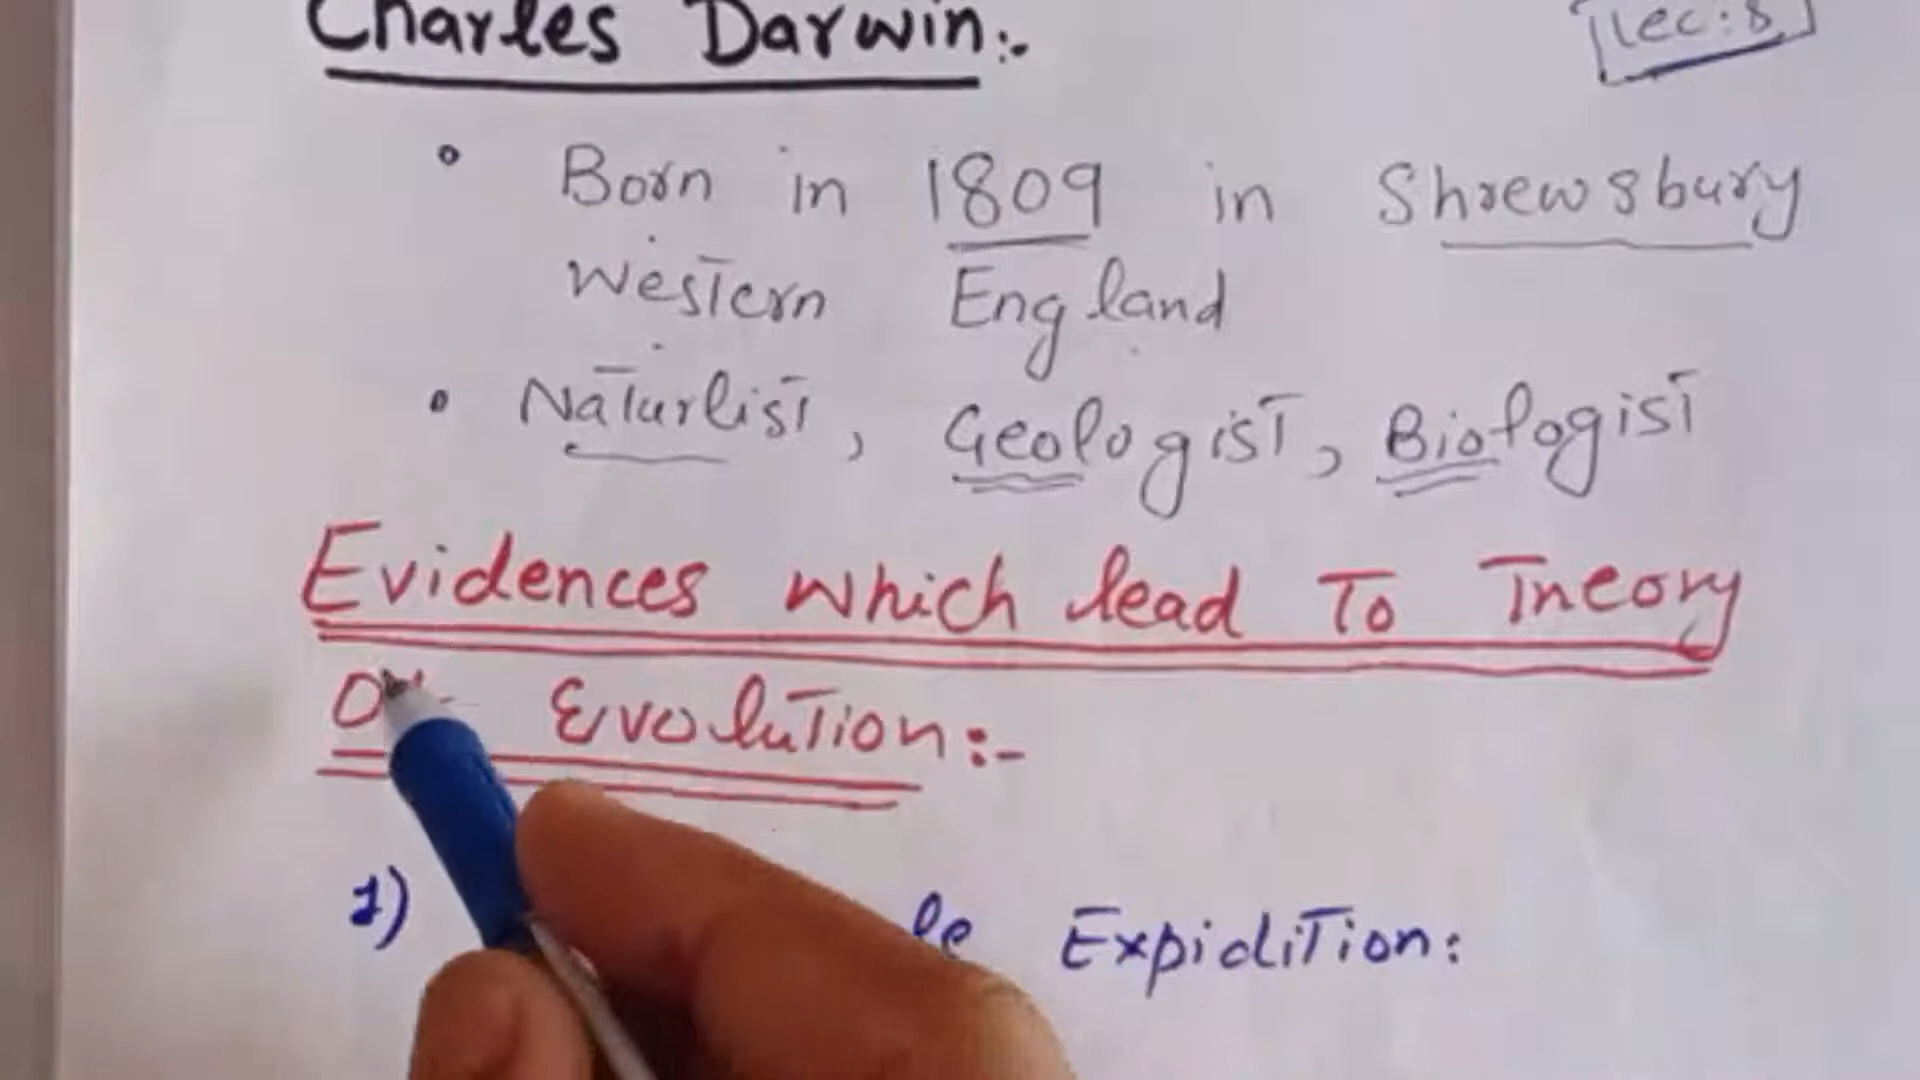 Charles Darwin:-
Lec:8
• Born in 1809 in Shrewsbury
Western England
• Naturlist, Geologist, Biologist
Evidences which lead To Theory
Of Evolution:-
1) Expidition: